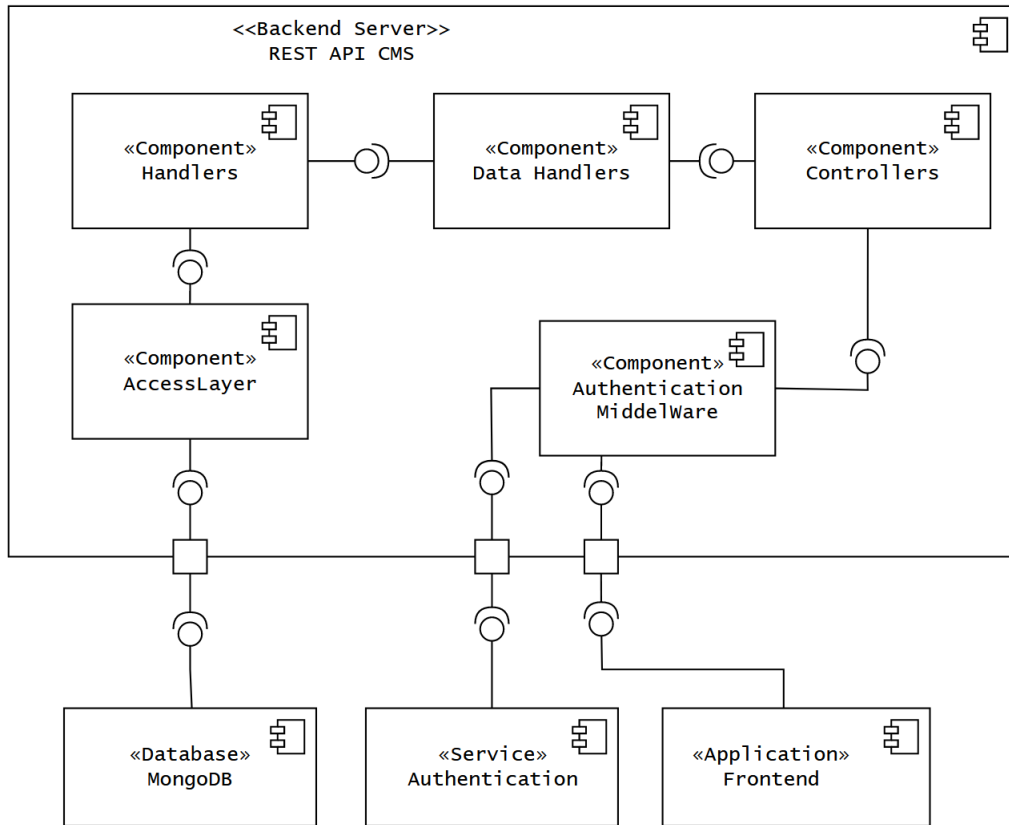 <<Backend Server>>
REST API CMS
«Component»
Handlers
«Component»
Data Handlers
«Component»
Controllers
«Component»
AccessLayer
«Component»
Authentication
MiddelWare
«Database»
MongoDB
«Service»
Authentication
«Application»
Frontend